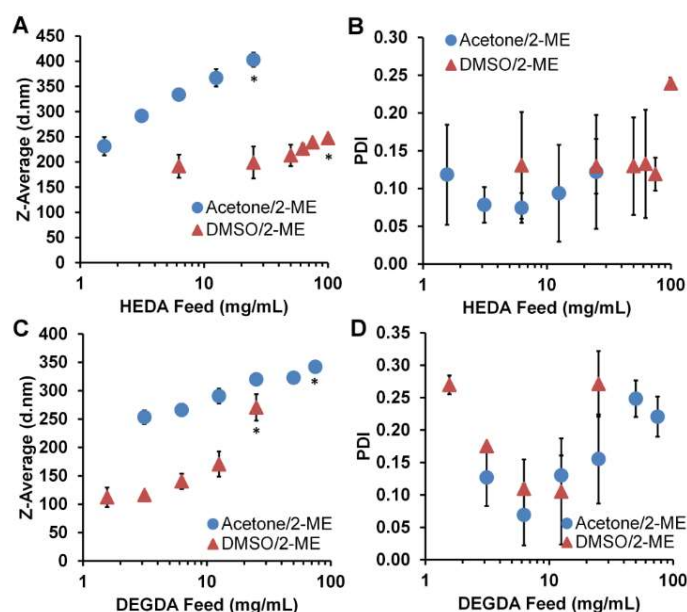 A
450
400
350
300
250
200
150
100
50
0
Z-Average (d.nm)
*
*
Acetone/2-ME
DMSO/2-ME
1
10
100
HEDA Feed (mg/mL)
B
Acetone/2-ME
DMSO/2-ME
0.30
0.25
0.20
0.15
0.10
0.05
0.00
PDI
1
10
100
HEDA Feed (mg/mL)
C
400
350
300
250
200
150
100
50
0
Z-Average (d.nm)
*
*
Acetone/2-ME
DMSO/2-ME
1
10
100
DEGDA Feed (mg/mL)
D
0.35
0.30
0.25
0.20
0.15
0.10
0.05
0.00
PDI
Acetone/2-ME
DMSO/2-ME
1
10
100
DEGDA Feed (mg/mL)